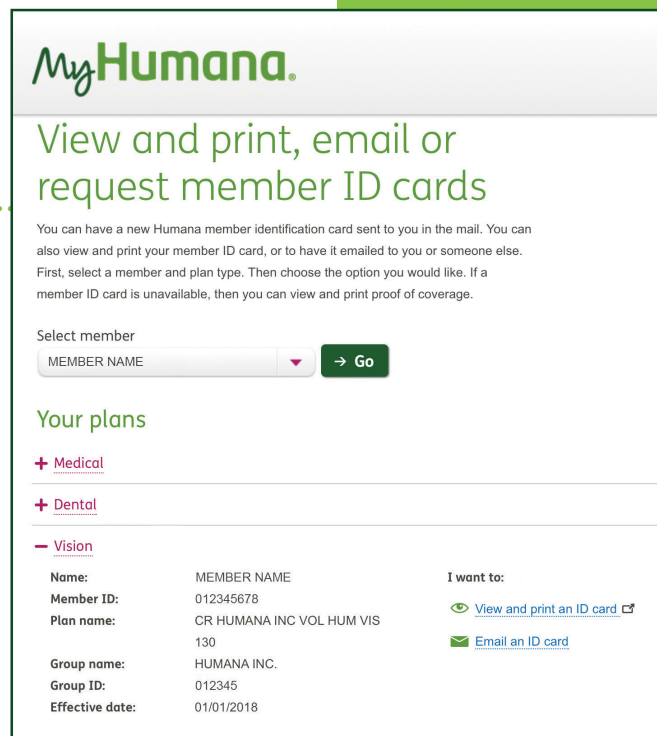 MyHumana.
View and print, email or
request member ID cards
You can have a new Humana member identification card sent to you in the mail. You can
also view and print your member ID card, or to have it emailed to you or someone else.
First, select a member and plan type. Then choose the option you would like. If a
member ID card is unavailable, then you can view and print proof of coverage.
Select member
MEMBER NAME
→ Go
Your plans
+ Medical
+ Dental
− Vision
Name: MEMBER NAME
Member ID: 012345678
Plan name: CR HUMANA INC VOL HUM VIS
130
Group name: HUMANA INC.
Group ID: 012345
Effective date: 01/01/2018
I want to:
View and print an ID card
Email an ID card